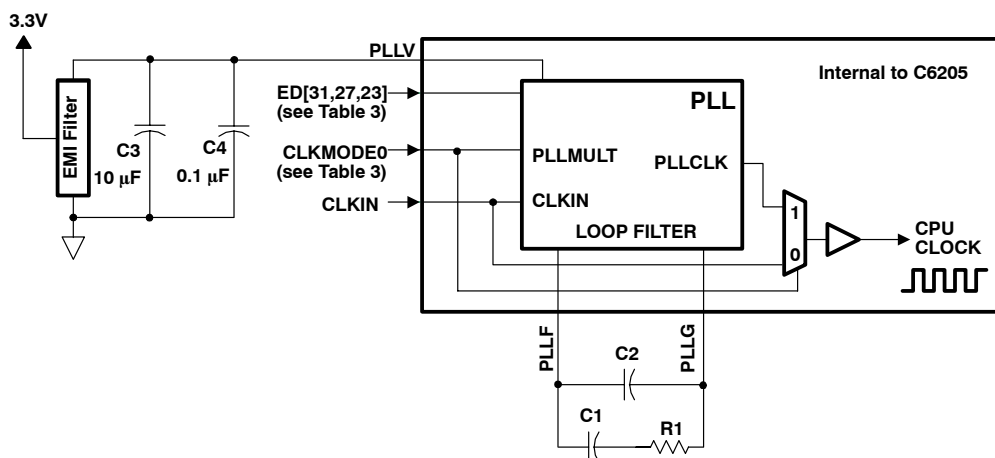 3.3V
PLLV
Internal to C6205
ED[31,27,23]
(see Table 3)
PLL
EMI Filter
C3
10 μF
C4
0.1 μF
CLKMODE0
(see Table 3)
PLLMULT
PLLCLK
CLKIN
CLKIN
1
LOOP FILTER
0
CPU
CLOCK
PLLF
PLLG
C2
C1
R1